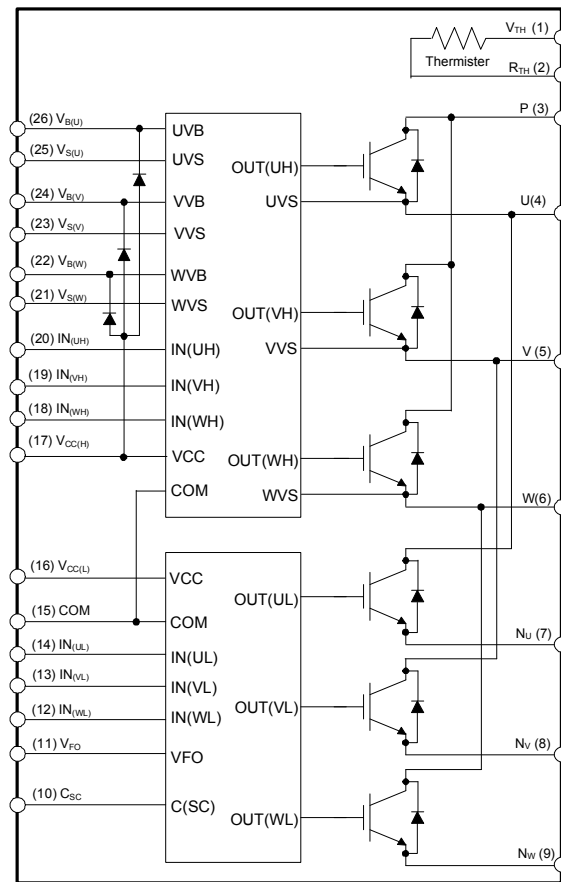 VTH (1)
Thermister
RTH (2)
P (3)
(26) VB(U)
UVB
(25) VS(U)
UVS
OUT(UH)
(24) VB(V)
VVB
UVS
U(4)
(23) VS(V)
VVS
(22) VB(W)
WVB
(21) VS(W)
WVS
OUT(VH)
(20) IN(UH)
IN(UH)
VVS
V (5)
(19) IN(VH)
IN(VH)
(18) IN(WH)
IN(WH)
(17) VCC(H)
VCC
OUT(WH)
COM
WVS
W(6)
(16) VCC(L)
VCC
OUT(UL)
(15) COM
COM
NU (7)
(14) IN(UL)
IN(UL)
(13) IN(VL)
IN(VL)
OUT(VL)
(12) IN(WL)
IN(WL)
(11) VFO
VFO
NV (8)
(10) CSC
C(SC)
OUT(WL)
NW (9)